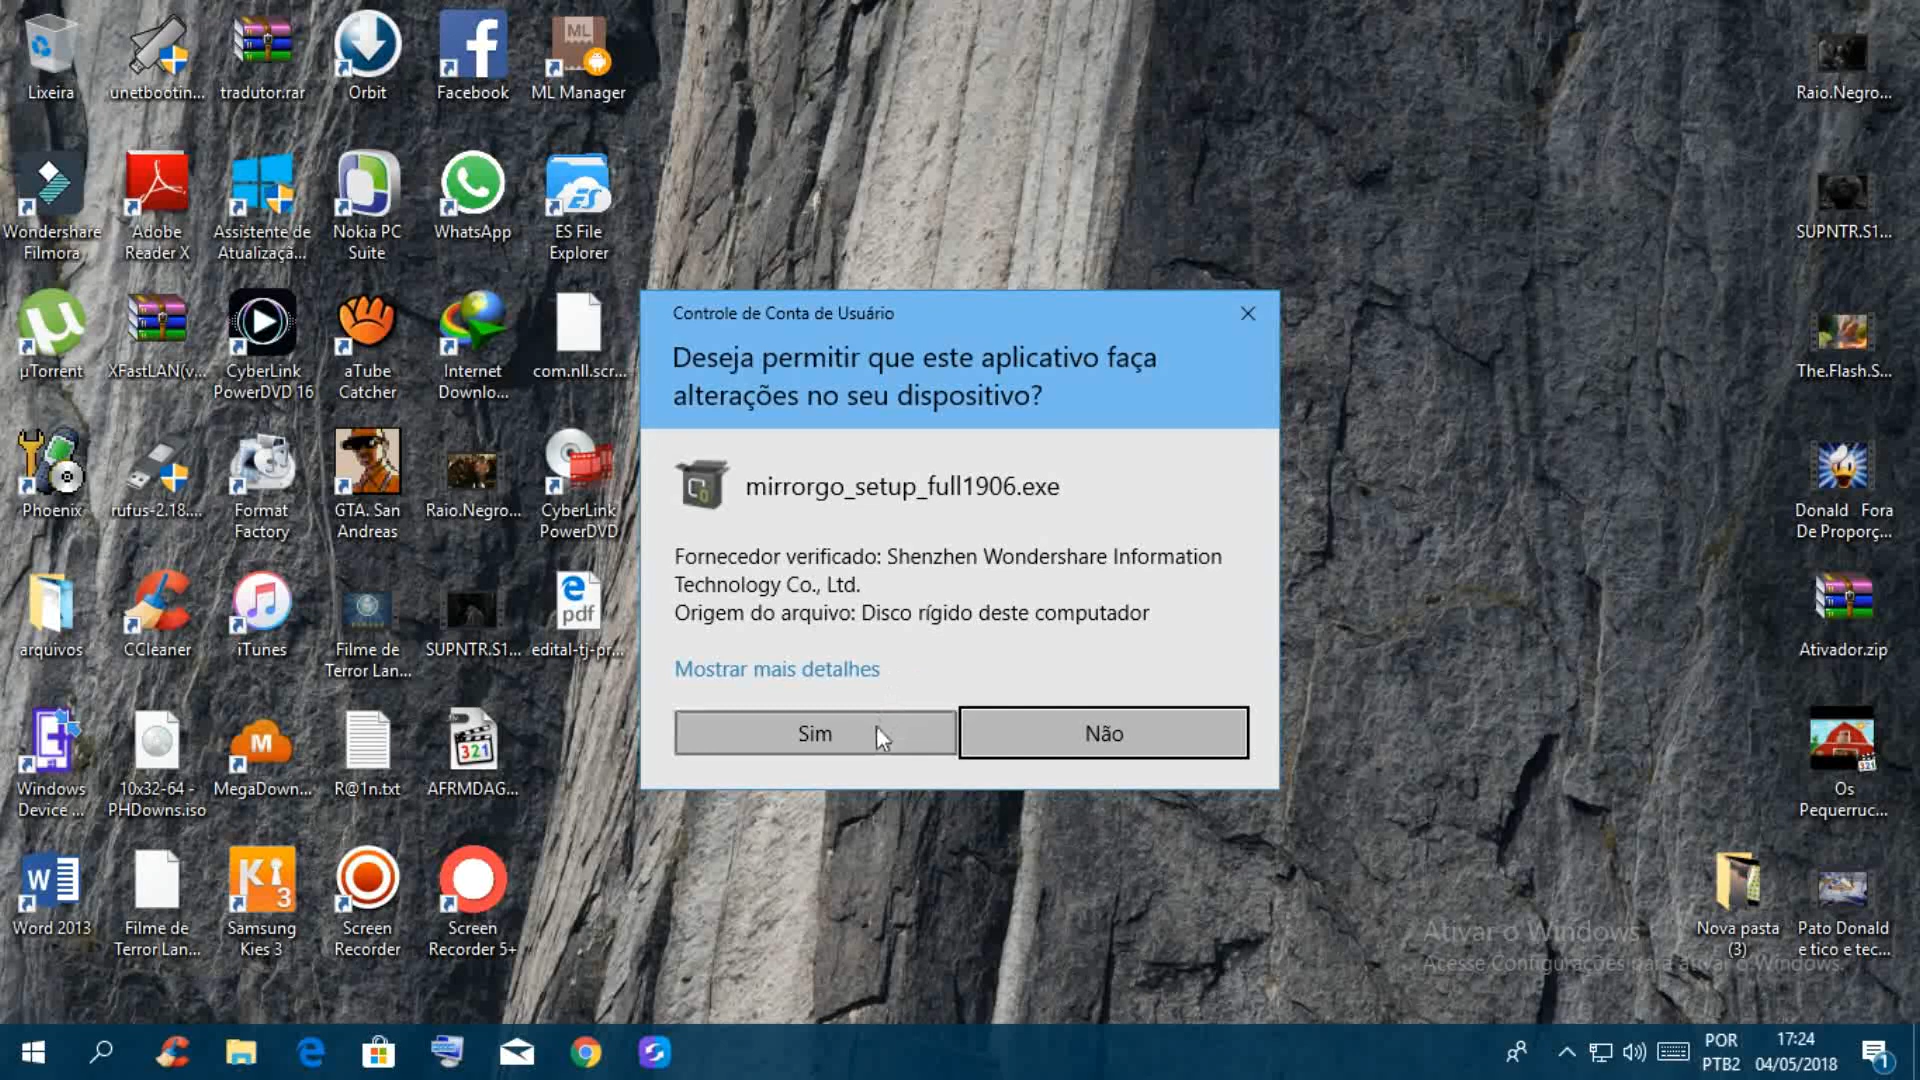 Lixeira
unetbootin...
tradutor.rar
Orbit
Facebook
ML
ML Manager
Raio.Negro...
Wondershare
Filmora
Adobe
Reader X
Assistente de
Atualizaçã...
Nokia PC
Suite
WhatsApp
ES
ES File
Explorer
SUPNTR.S1...
µTorrent
XFastLAN(v...
CyberLink
PowerDVD 16
aTube
Catcher
Internet
Downlo...
com.nll.scr...
The.Flash.S...
Phoenix
rufus-2.18....
Format
Factory
GTA. San
Andreas
Raio.Negro...
CyberLink
PowerDVD
Donald Fora
De Proporç...
arquivos
CCleaner
iTunes
Filme de
Terror Lan...
SUPNTR.S1...
pdf
edital-tj-pr...
Ativador.zip
Windows
Device ...
10x32-64 -
PHDowns.iso
M
MegaDown...
R@1n.txt
321
AFRMDAG...
321
Os
Pequerruc...
W
Word 2013
Filme de
Terror Lan...
Ki
3
Samsung
Kies 3
Screen
Recorder
Screen
Recorder 5+
Nova pasta
(3)
Pato Donald
e tico e tec...
Controle de Conta de Usuário
Deseja permitir que este aplicativo faça
alterações no seu dispositivo?
mirrorgo_setup_full1906.exe
Fornecedor verificado: Shenzhen Wondershare Information
Technology Co., Ltd.
Origem do arquivo: Disco rígido deste computador
Mostrar mais detalhes
Sim
Não
Ativar o Windows
Acesse Configurações para ativar o Windows.
POR
PTB2
17:24
04/05/2018
1